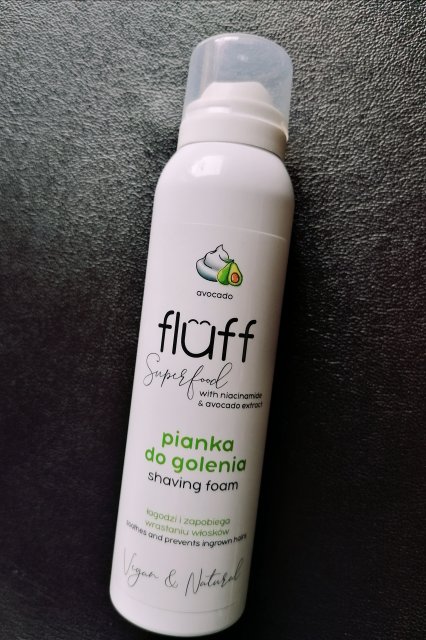 avocado
flüff
Superfood
with niacinamide
& avocado extract
pianka
do golenia
shaving foam
łagodzi i zapobiega
wrastaniu włosków
soothes and prevents ingrown hairs
Vegan & Natural